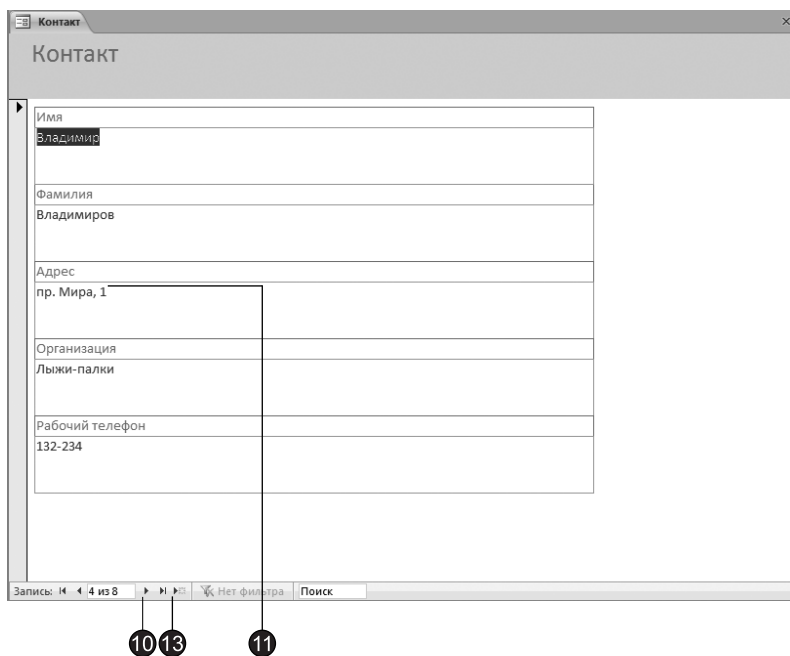 Контакт
Контакт
Имя
Владимир
Фамилия
Владимиров
Адрес
пр. Мира, 1
Организация
Лыжи-палки
Рабочий телефон
132-234
Запись: 4 из 8 Нет фильтра Поиск
10 13 11